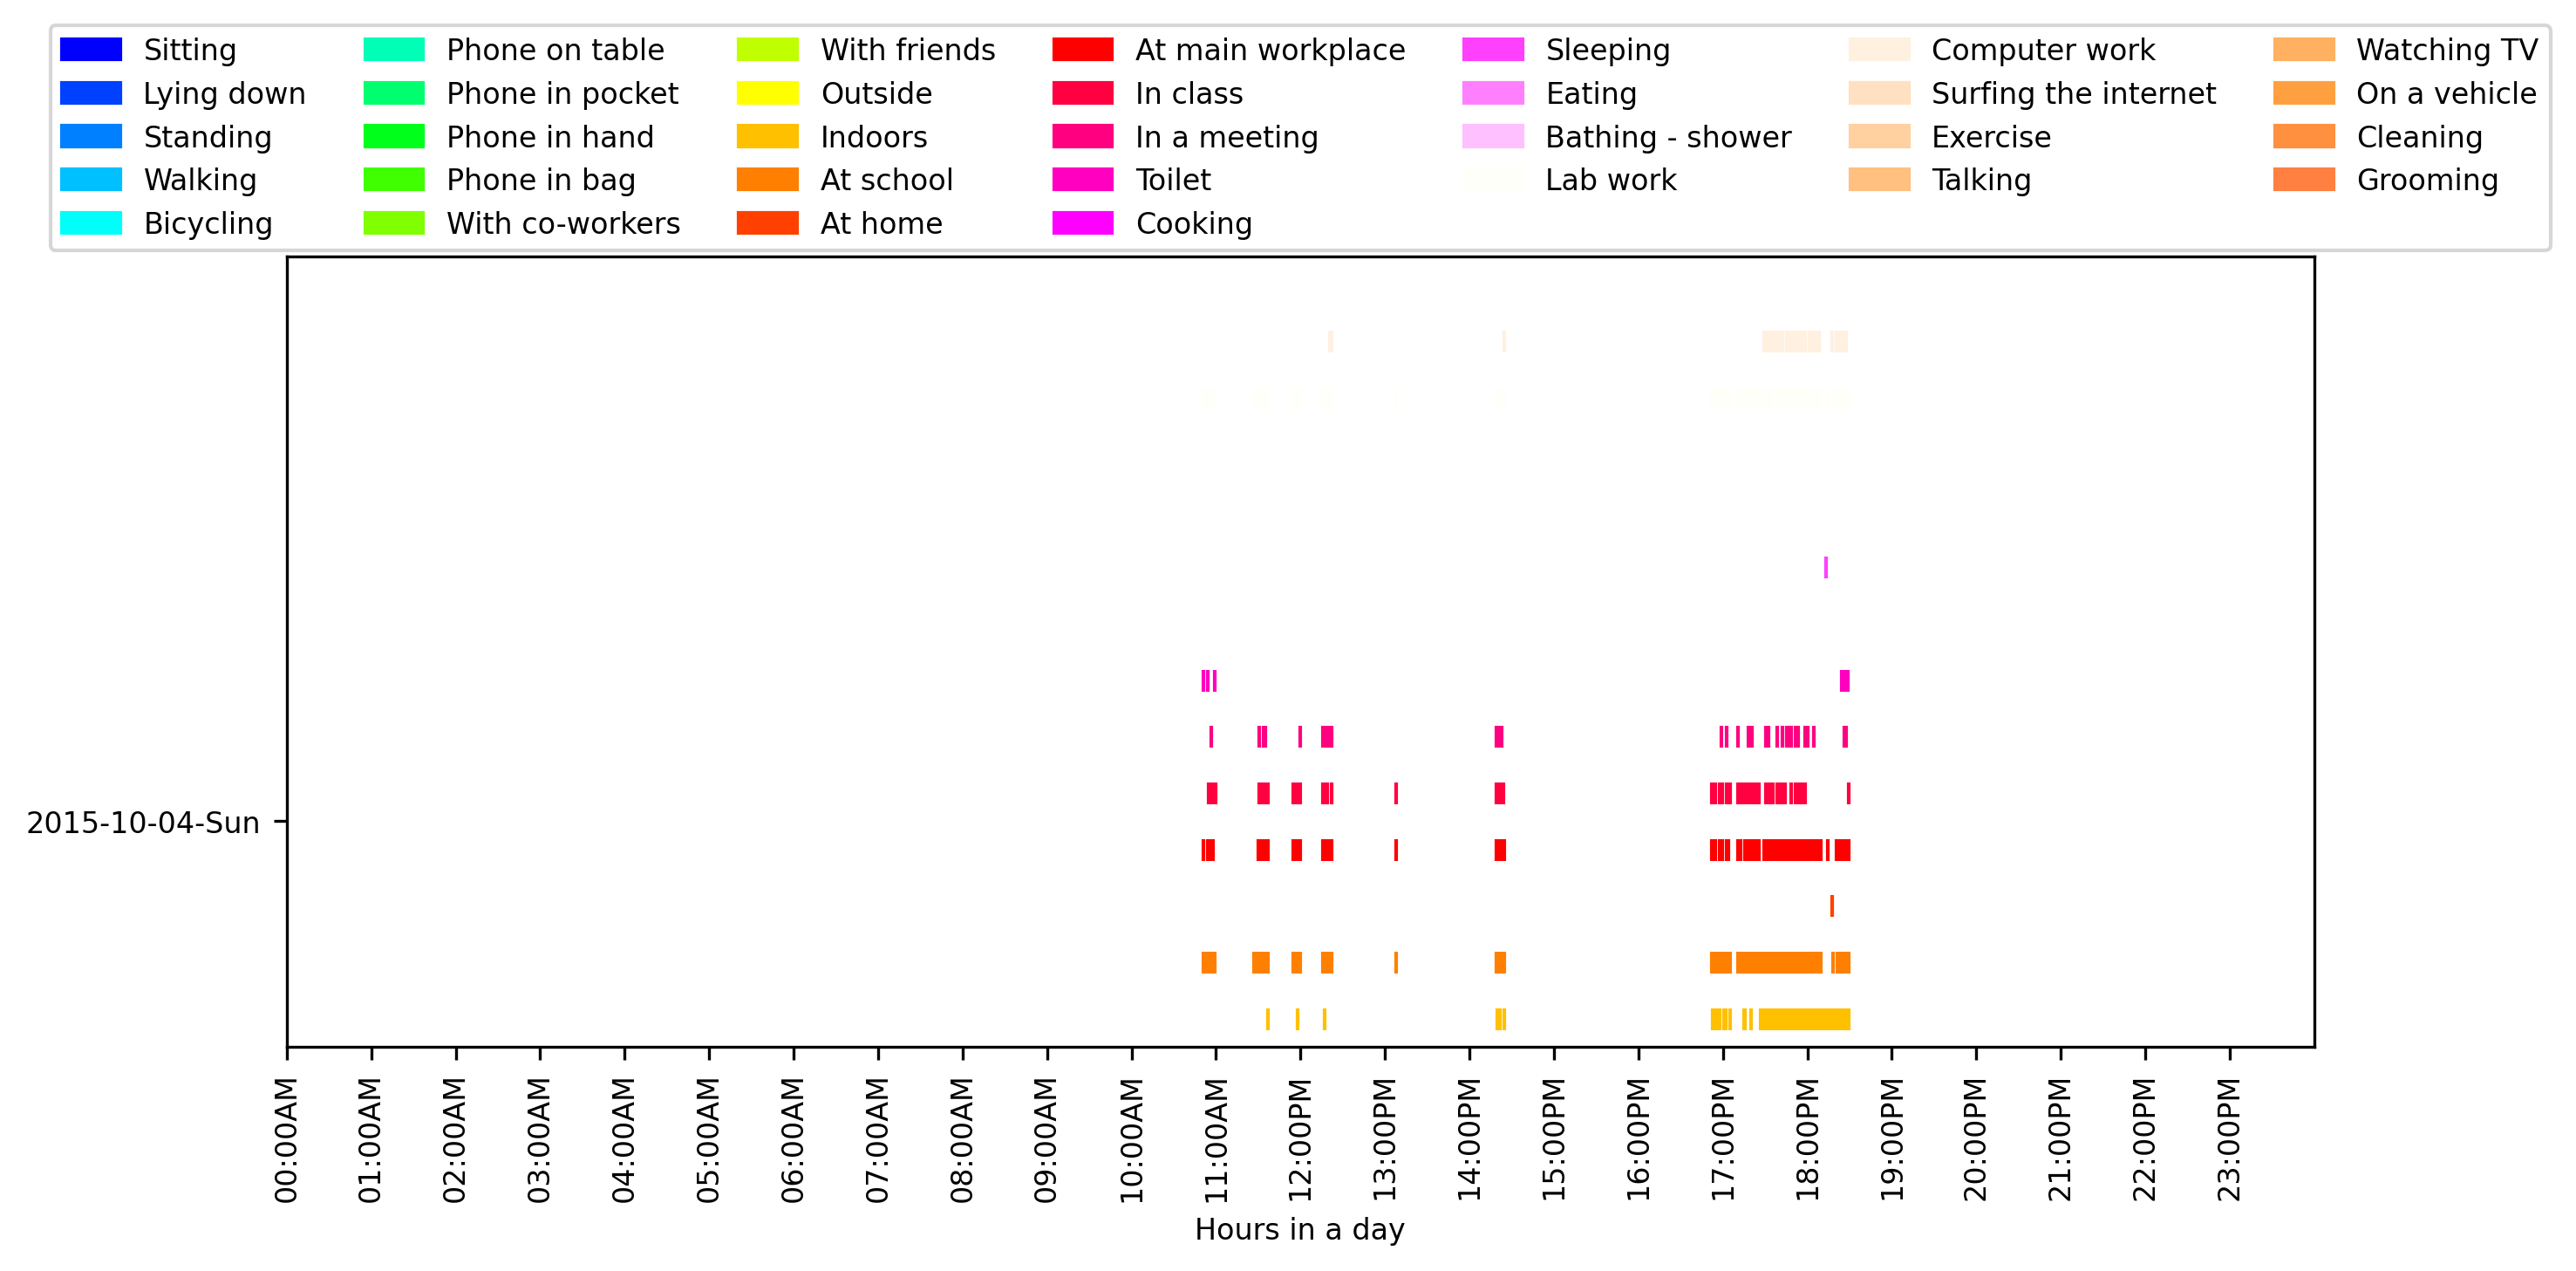 Sitting
Lying down
Standing
Walking
Bicycling
Phone on table
Phone in pocket
Phone in hand
Phone in bag
With co-workers
With friends
Outside
Indoors
At school
At home
At main workplace
In class
In a meeting
Toilet
Cooking
Sleeping
Eating
Bathing - shower
Lab work
Computer work
Surfing the internet
Exercise
Talking
Watching TV
On a vehicle
Cleaning
Grooming
2015-10-04-Sun
00:00AM
01:00AM
02:00AM
03:00AM
04:00AM
05:00AM
06:00AM
07:00AM
08:00AM
09:00AM
10:00AM
11:00AM
12:00PM
13:00PM
14:00PM
15:00PM
16:00PM
17:00PM
18:00PM
19:00PM
20:00PM
21:00PM
22:00PM
23:00PM
Hours in a day